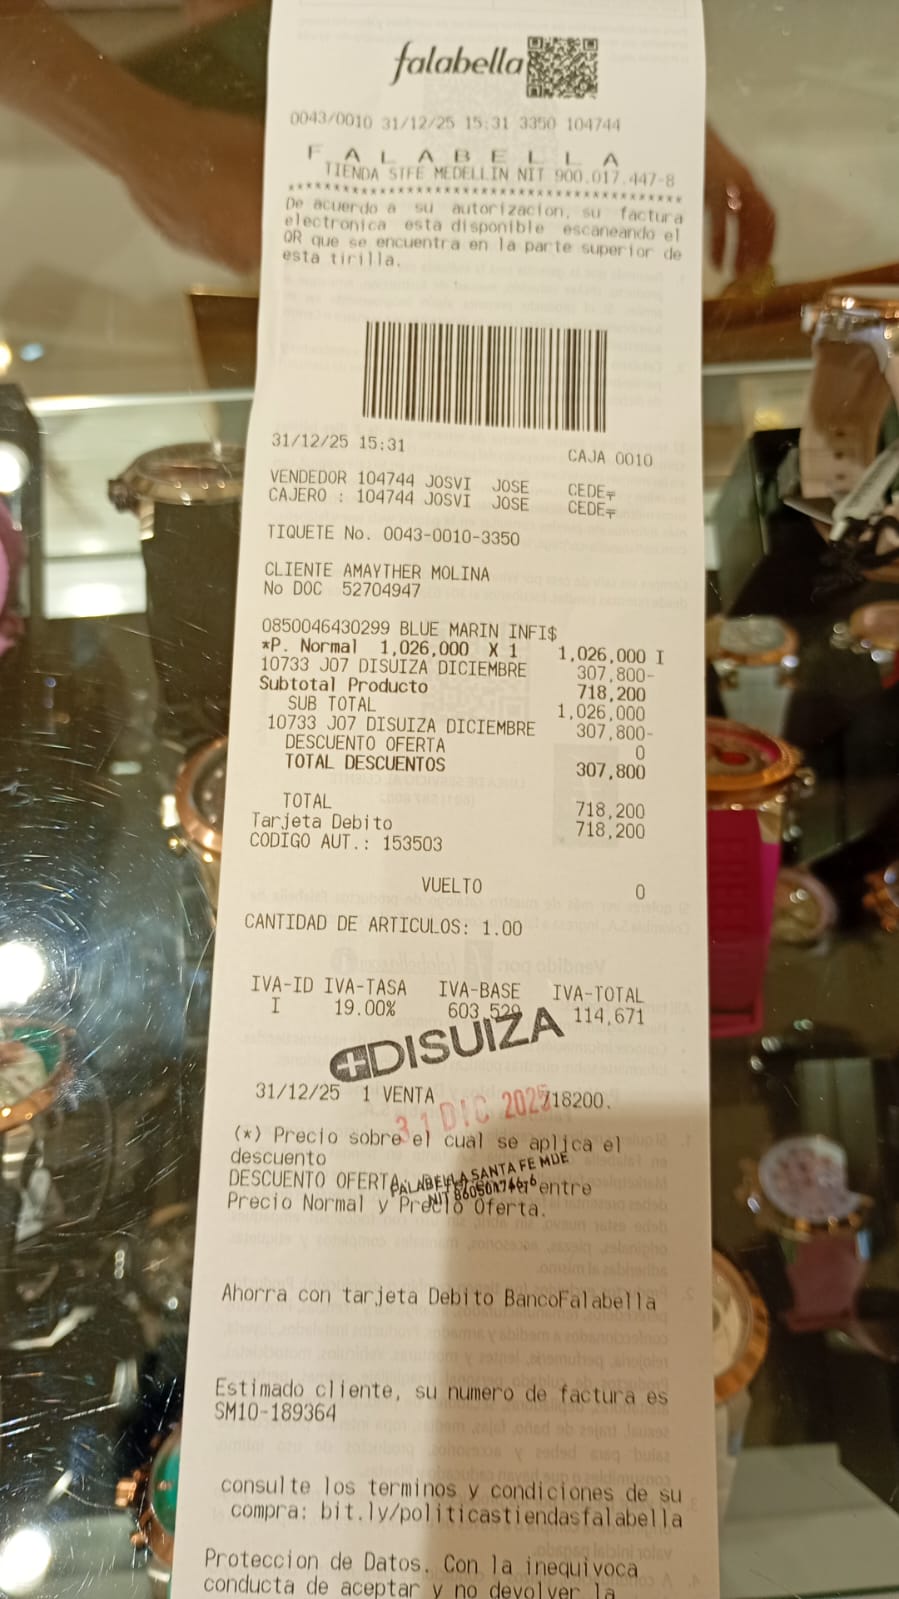 falabella
0043/0010 31/12/25 15:31 3350 104744
F A L A B E L L A
TIENDA STFE MEDELLIN NIT 900.017.447-8
****************************************
De acuerdo a su autorizacion, su factura
electronica esta disponible escaneando el
QR que se encuentra en la parte superior de
esta tirilla.
31/12/25 15:31 CAJA 0010
VENDEDOR 104744 JOSVI JOSE CEDE
CAJERO : 104744 JOSVI JOSE CEDE
TIQUETE No. 0043-0010-3350
CLIENTE AMAYTHER MOLINA
No DOC 52704947
0850046430299 BLUE MARIN INFI$
*P. Normal 1,026,000 X 1 1,026,000 I
10733 J07 DISUIZA DICIEMBRE 307,800-
Subtotal Producto 718,200
SUB TOTAL 1,026,000
10733 J07 DISUIZA DICIEMBRE 307,800-
DESCUENTO OFERTA 0
TOTAL DESCUENTOS 307,800
TOTAL 718,200
Tarjeta Debito 718,200
CODIGO AUT.: 153503
VUELTO 0
CANTIDAD DE ARTICULOS: 1.00
IVA-ID IVA-TASA IVA-BASE IVA-TOTAL
I 19.00% 603,529 114,671
DISUIZA
31/12/25 1 VENTA 718200.
31 DIC 2025
(*) Precio sobre el cual se aplica el
descuento
FALABELLA SANTA FE MDE
DESCUENTO OFERTA: entre
NIT
Precio Normal y Precio Oferta.
Ahorra con tarjeta Debito BancoFalabella
Estimado cliente, su numero de factura es
SM10-189364
consulte los terminos y condiciones de su
compra: bit.ly/politicastiendasfalabella
Proteccion de Datos. Con la inequivoca
conducta de aceptar y no devolver la